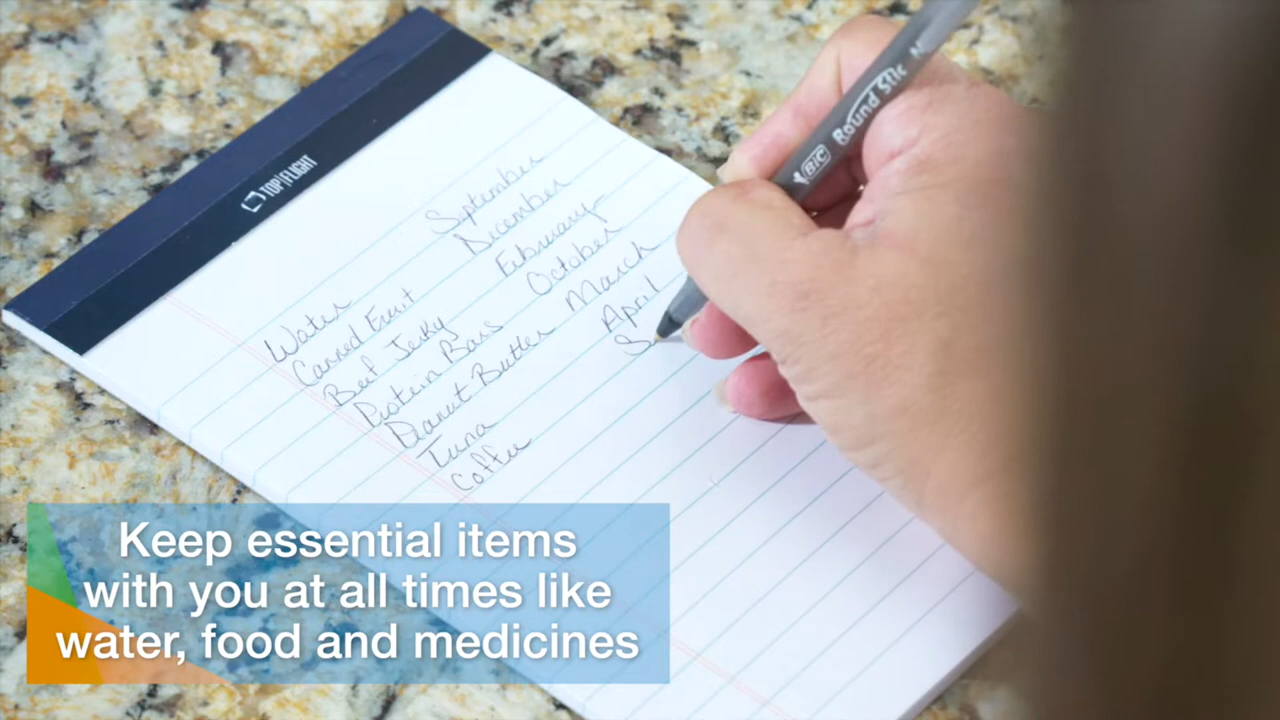 TOP|FLIGHT
BIC Round Stic M
Water September
Canned Fruit December
Beef Jerky February
Protein Bars October
Peanut Butter March
Tuna April
Coffee S
Keep essential items
with you at all times like
water, food and medicines